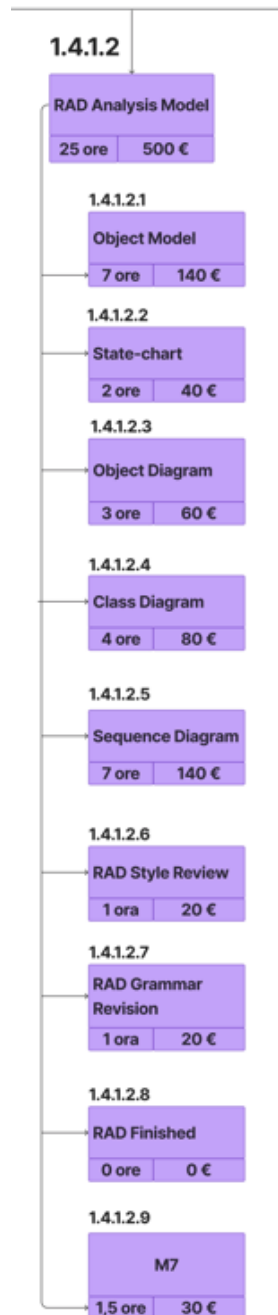 1.4.1.2
RAD Analysis Model
25 ore 500 €
1.4.1.2.1
Object Model
7 ore 140 €
1.4.1.2.2
State-chart
2 ore 40 €
1.4.1.2.3
Object Diagram
3 ore 60 €
1.4.1.2.4
Class Diagram
4 ore 80 €
1.4.1.2.5
Sequence Diagram
7 ore 140 €
1.4.1.2.6
RAD Style Review
1 ora 20 €
1.4.1.2.7
RAD Grammar
Revision
1 ora 20 €
1.4.1.2.8
RAD Finished
0 ore 0 €
1.4.1.2.9
M7
1,5 ore 30 €